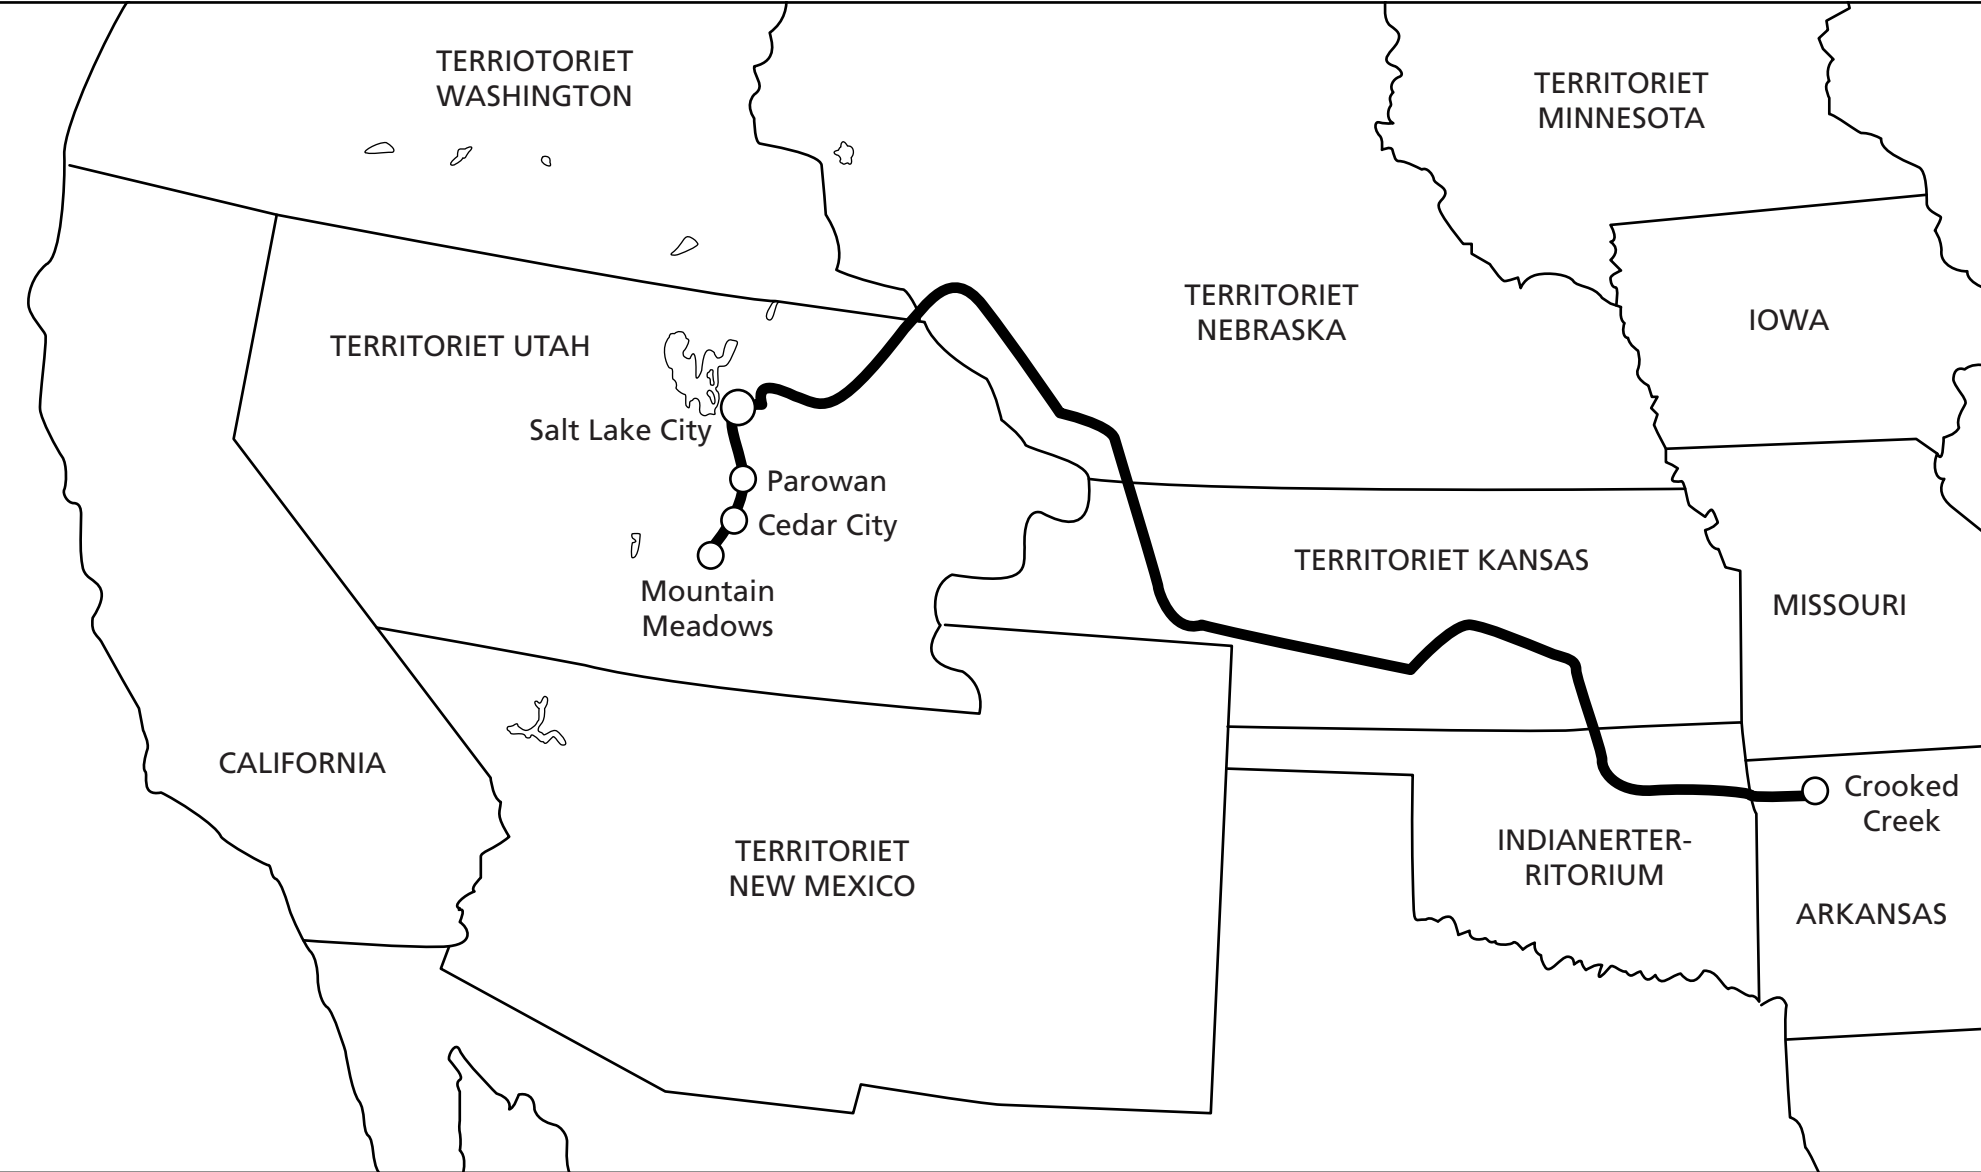 TERRIOTORIET
WASHINGTON
TERRITORIET
MINNESOTA
TERRITORIET
NEBRASKA
IOWA
TERRITORIET UTAH
Salt Lake City
Parowan
Cedar City
Mountain
Meadows
TERRITORIET KANSAS
MISSOURI
CALIFORNIA
Crooked
Creek
TERRITORIET
NEW MEXICO
INDIANERTER-
RITORIUM
ARKANSAS